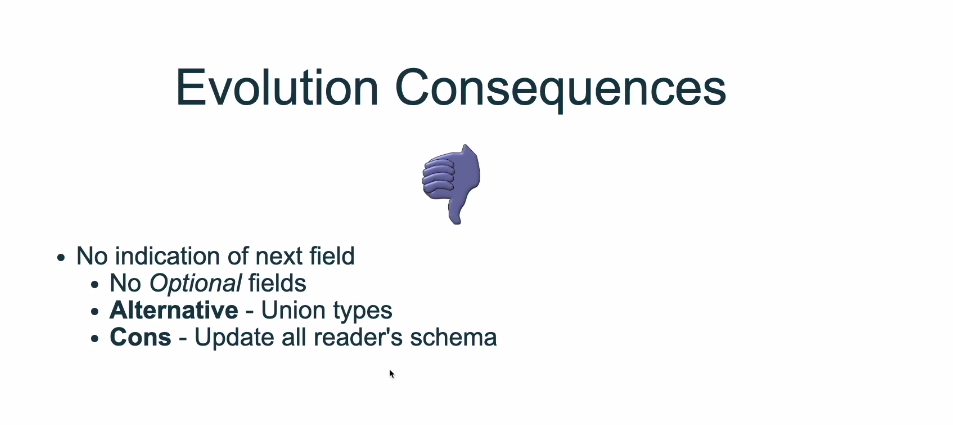 Evolution Consequences
• No indication of next field
• No Optional fields
• Alternative - Union types
• Cons - Update all reader's schema